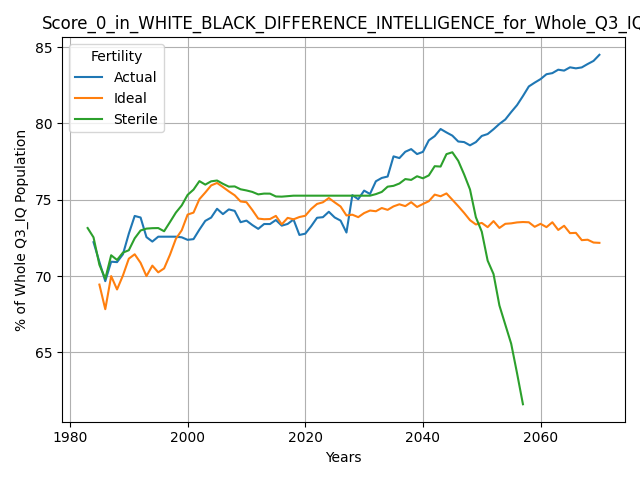 Score_0_in_WHITE_BLACK_DIFFERENCE_INTELLIGENCE_for_Whole_Q3_IQ
Fertility
Actual
Ideal
Sterile
85
80
75
70
65
% of Whole Q3_IQ Population
1980
2000
2020
2040
2060
Years